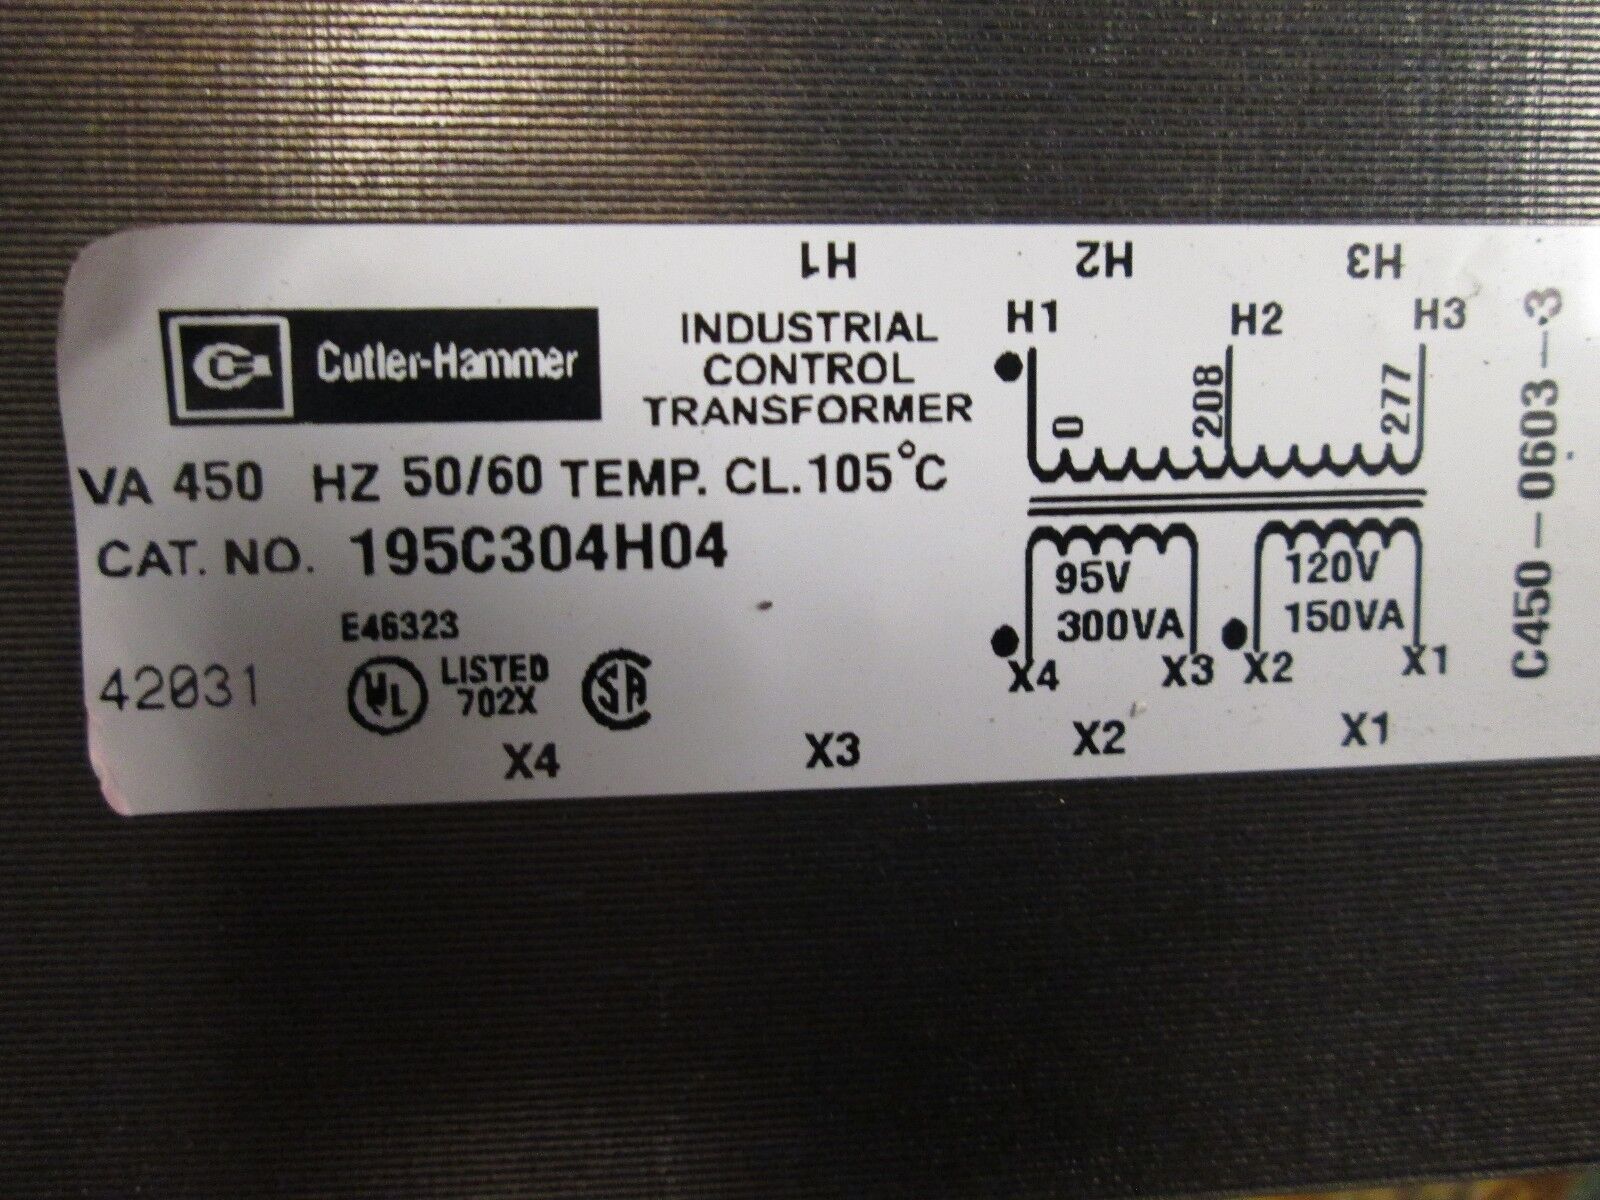 H1 H2 H3
Cutler-Hammer
INDUSTRIAL
CONTROL
TRANSFORMER
VA 450 HZ 50/60 TEMP. CL. 105°C
CAT. NO. 195C304H04
E46323
42031
UL
LISTED
702X
SA
H1 H2 H3
0 208 277
95V
300VA
120V
150VA
X4 X3 X2 X1
X4 X3 X2 X1
C450-0603-3